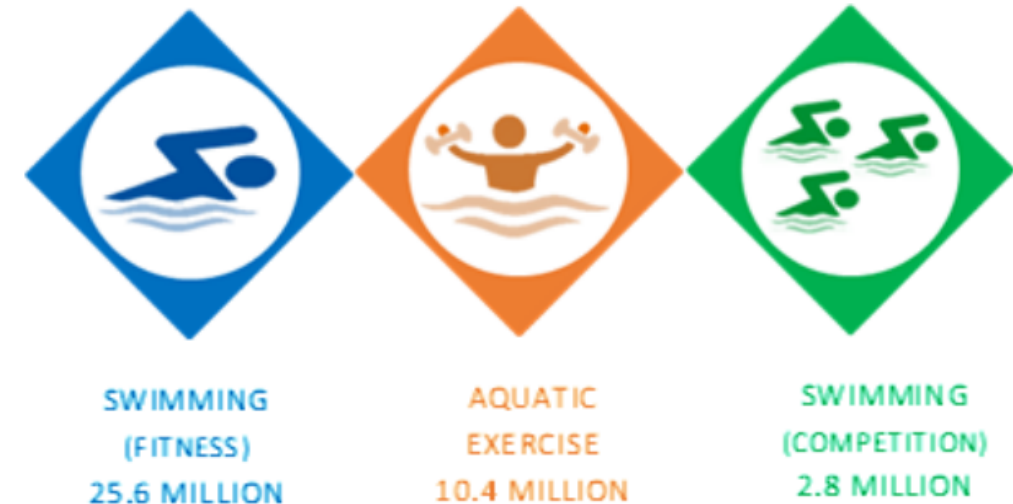 SWIMMING
(FITNESS)
25.6 MILLION
AQUATIC
EXERCISE
10.4 MILLION
SWIMMING
(COMPETITION)
2.8 MILLION